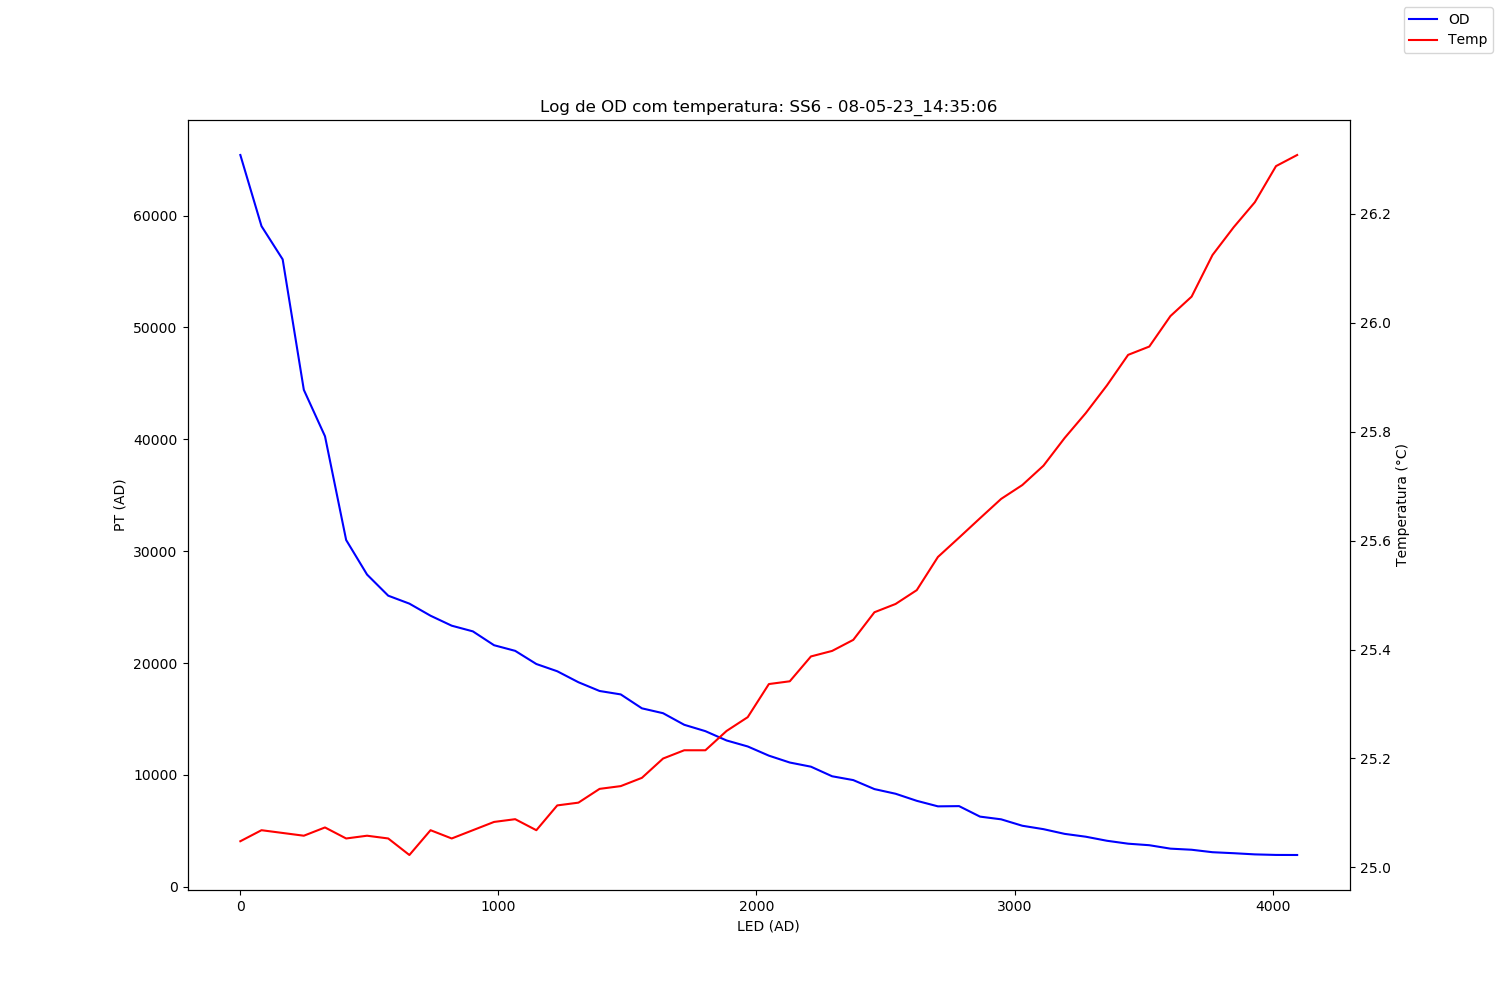 OD
Temp
Log de OD com temperatura: SS6 - 08-05-23_14:35:06
60000
50000
40000
30000
20000
10000
0
PT (AD)
26.2
26.0
25.8
25.6
25.4
25.2
25.0
Temperatura (°C)
0 1000 2000 3000 4000
LED (AD)